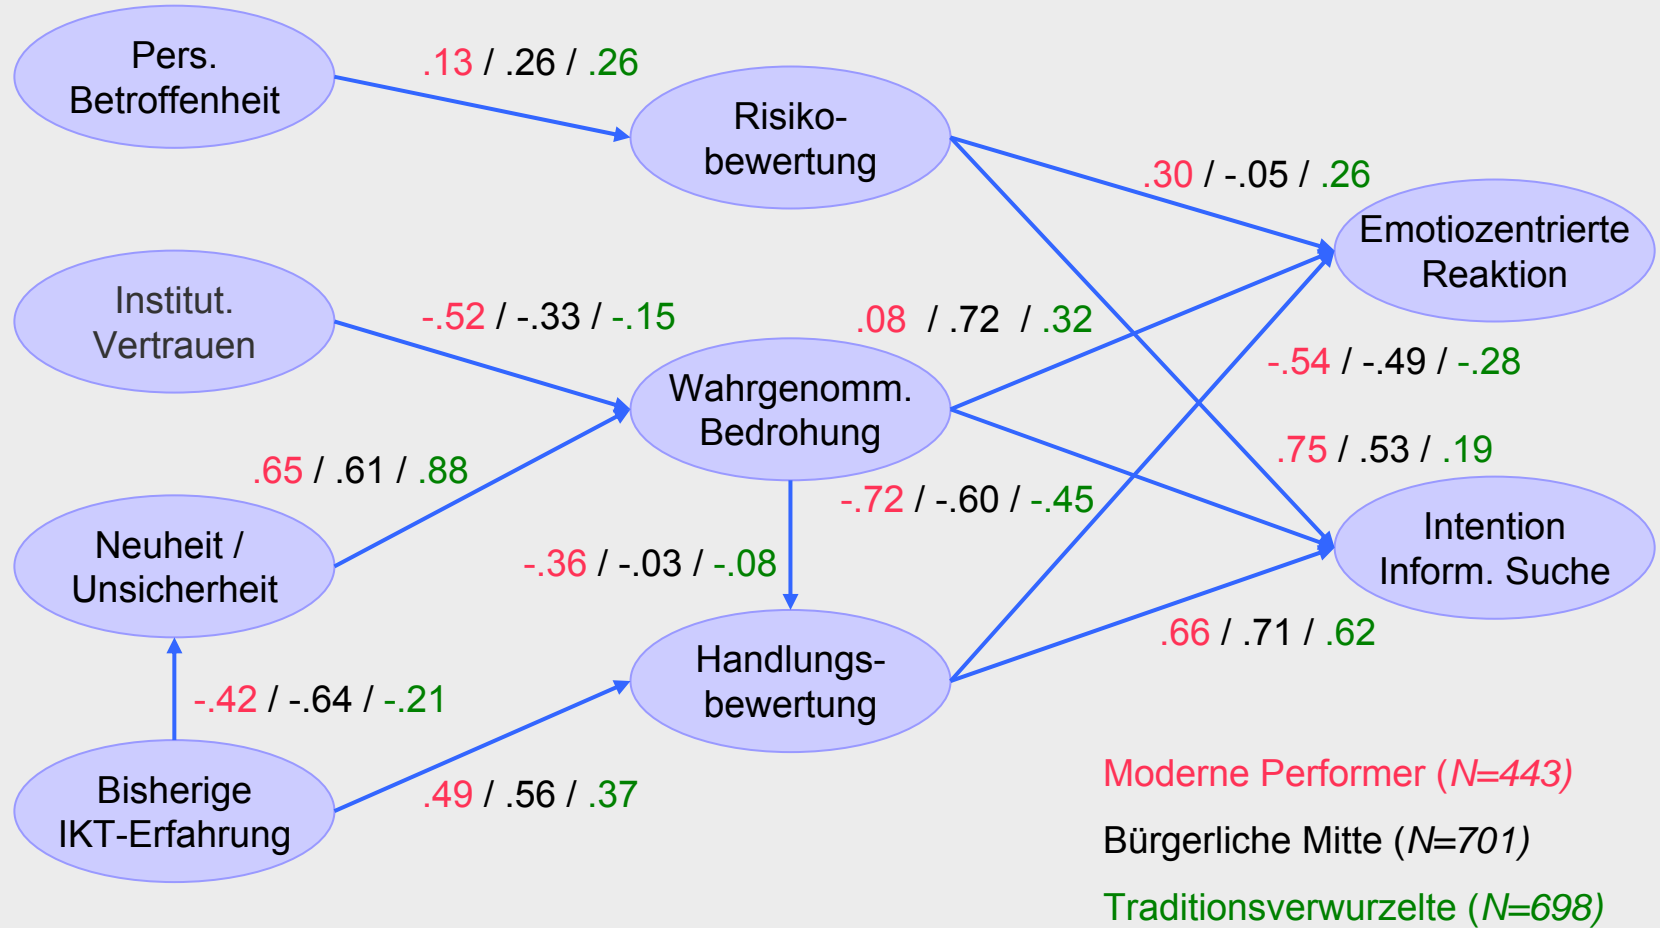 Pers.
Betroffenheit
.13 / .26 / .26
Risiko-
bewertung
.30 / -.05 / .26
Emotiozentrierte
Reaktion
Institut.
Vertrauen
-.52 / -.33 / -.15
.08 / .72 / .32
Wahrgenomm.
Bedrohung
-.54 / -.49 / -.28
.65 / .61 / .88
.75 / .53 / .19
-.72 / -.60 / -.45
Neuheit /
Unsicherheit
Intention
Inform. Suche
-.36 / -.03 / -.08
.66 / .71 / .62
Handlungs-
bewertung
-.42 / -.64 / -.21
Bisherige
IKT-Erfahrung
.49 / .56 / .37
Moderne Performer (N=443)
Bürgerliche Mitte (N=701)
Traditionsverwurzelte (N=698)